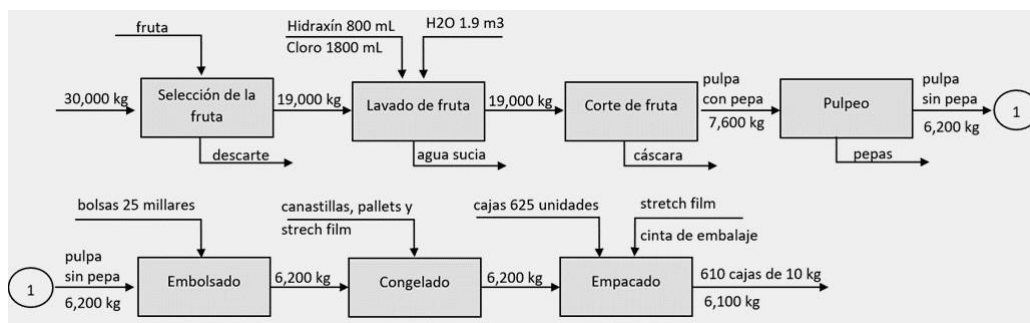 fruta
Hidraxín 800 mL
Cloro 1800 mL
H2O 1.9 m3
30,000 kg
Selección de la
fruta
19,000 kg
Lavado de fruta
19,000 kg
Corte de fruta
pulpa
con pepa
7,600 kg
Pulpeo
pulpa
sin pepa
6,200 kg
1
descarte
agua sucia
cáscara
pepas
bolsas 25 millares
canastillas, pallets y
strech film
cajas 625 unidades
stretch film
cinta de embalaje
1
pulpa
sin pepa
6,200 kg
Embolsado
6,200 kg
Congelado
6,200 kg
Empacado
610 cajas de 10 kg
6,100 kg